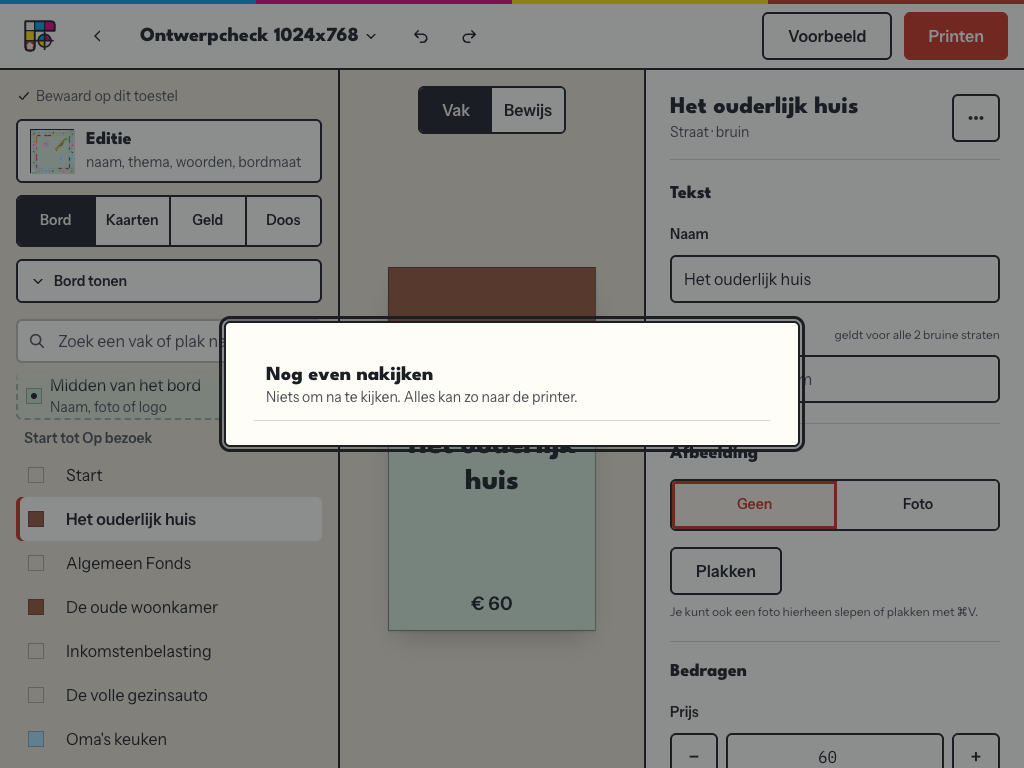 Ontwerpcheck 1024x768
Voorbeeld
Printen
Bewaard op dit toestel
Editie
naam, thema, woorden, bordmaat
Bord
Kaarten
Geld
Doos
Bord tonen
Zoek een vak of plak
Midden van het bord
Naam, foto of logo
Start tot Op bezoek
Start
Het ouderlijk huis
Algemeen Fonds
De oude woonkamer
Inkomstenbelasting
De volle gezinsauto
Oma's keuken
Vak
Bewijs
Nog even nakijken
Niets om na te kijken. Alles kan zo naar de printer.
Het ouderlijk
huis
€ 60
Het ouderlijk huis
Straat · bruin
...
Tekst
Naam
Het ouderlijk huis
geldt voor alle 2 bruine straten
Afbeelding
Geen
Foto
Plakken
Je kunt ook een foto hierheen slepen of plakken met ⌘V.
Bedragen
Prijs
−
60
+